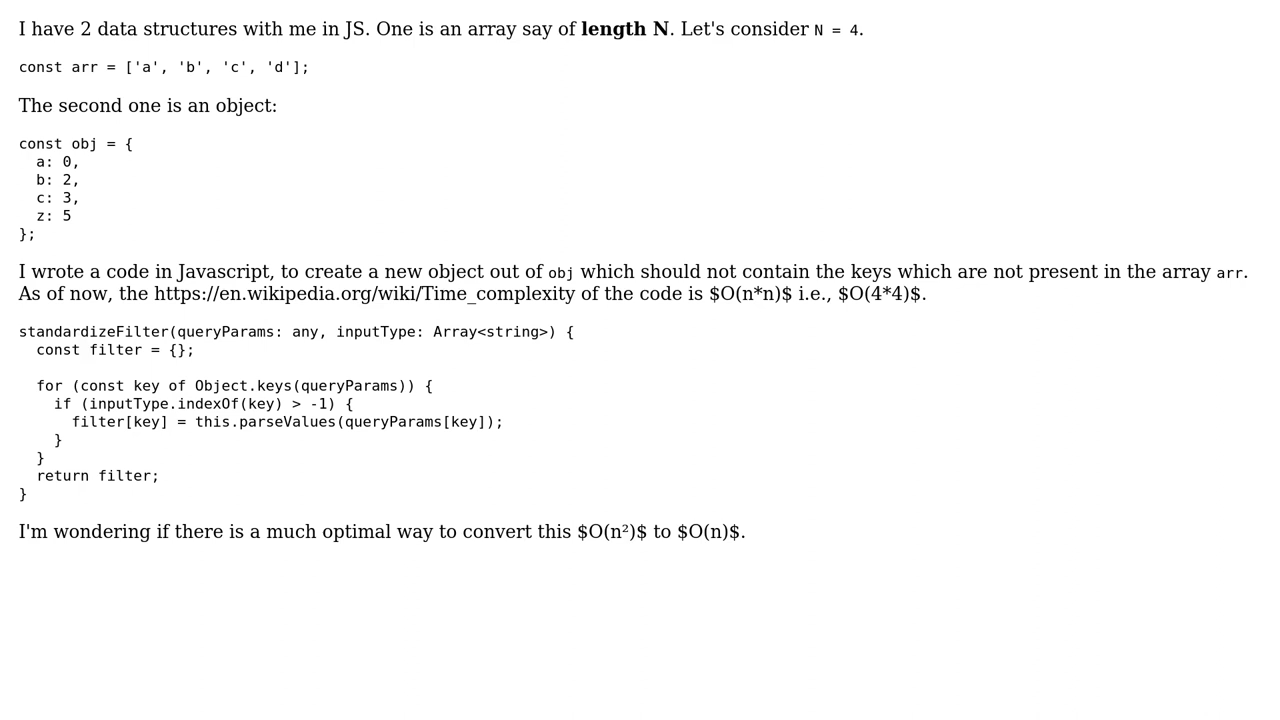 I have 2 data structures with me in JS. One is an array say of length N. Let's consider N = 4.
const arr = ['a', 'b', 'c', 'd'];
The second one is an object:
const obj = {
  a: 0,
  b: 2,
  c: 3,
  z: 5
};
I wrote a code in Javascript, to create a new object out of obj which should not contain the keys which are not present in the array arr.
As of now, the https://en.wikipedia.org/wiki/Time_complexity of the code is $O(n*n)$ i.e., $O(4*4)$.
standardizeFilter(queryParams: any, inputType: Array<string>) {
  const filter = {};
  for (const key of Object.keys(queryParams)) {
    if (inputType.indexOf(key) > -1) {
      filter[key] = this.parseValues(queryParams[key]);
    }
  }
  return filter;
}
I'm wondering if there is a much optimal way to convert this $O(n²)$ to $O(n)$.